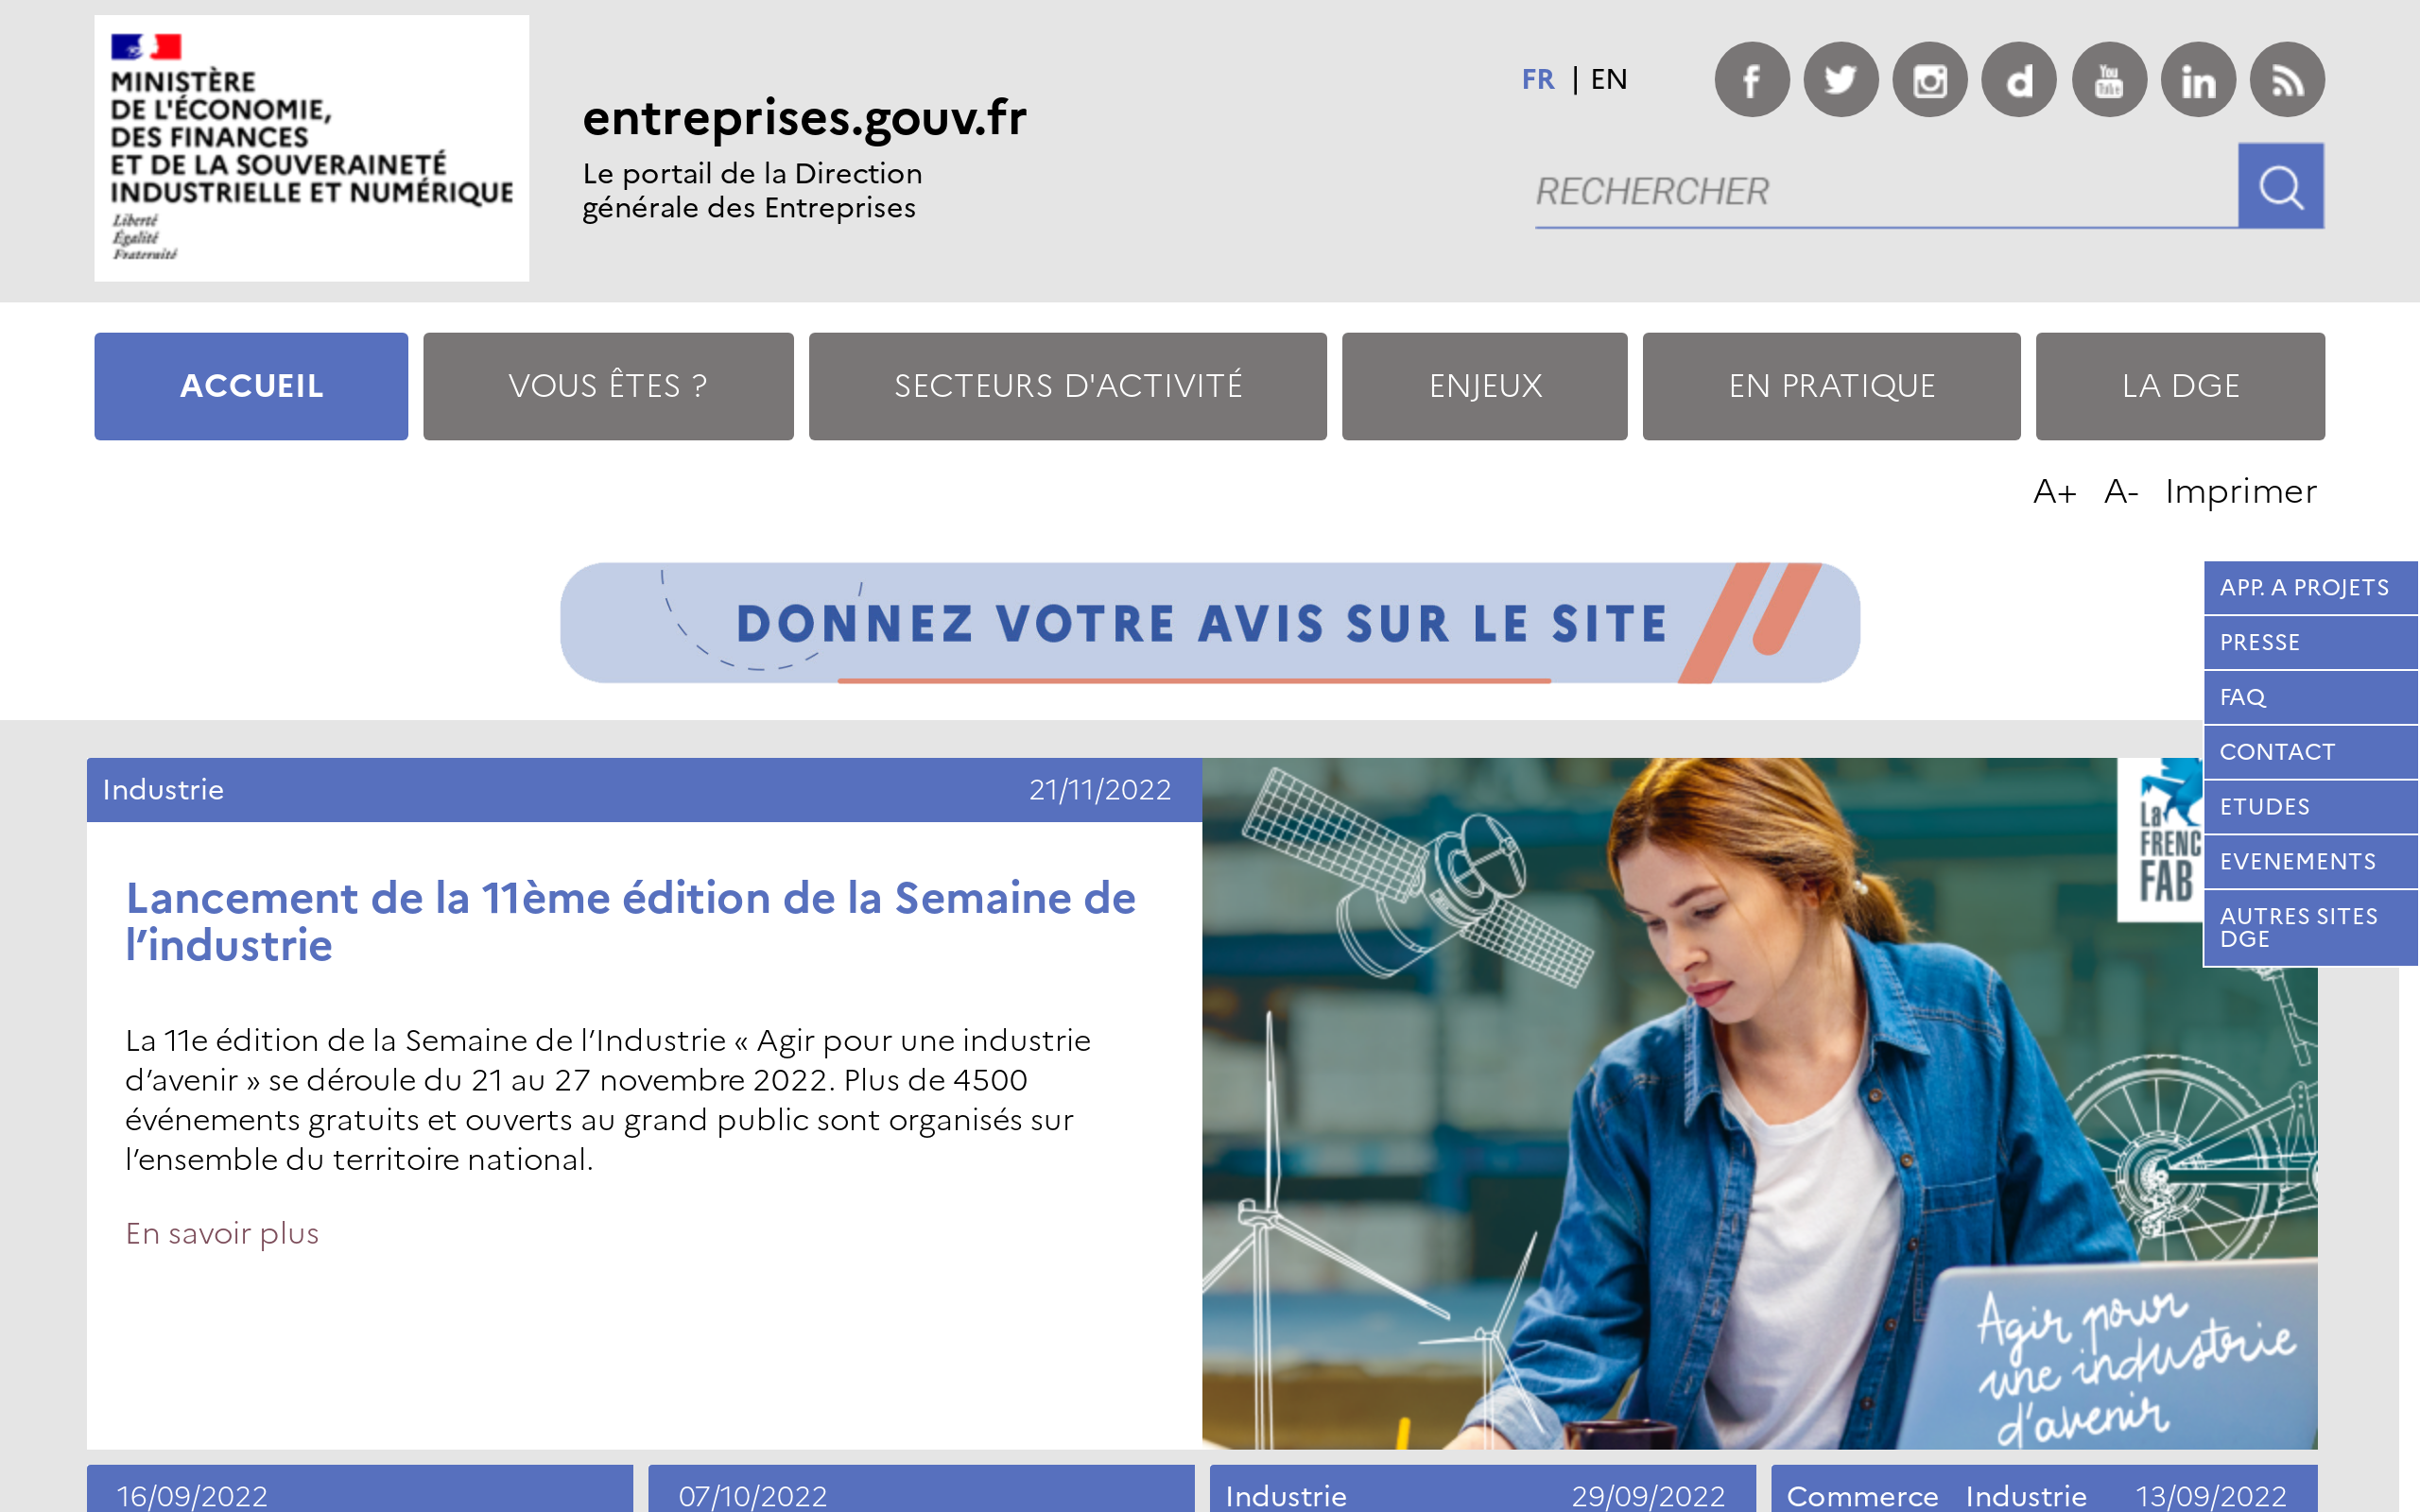 MINISTÈRE
DE L'ÉCONOMIE,
DES FINANCES
ET DE LA SOUVERAINETÉ
INDUSTRIELLE ET NUMÉRIQUE
Liberté
Égalité
Fraternité
entreprises.gouv.fr
Le portail de la Direction
générale des Entreprises
FR | EN
You Tube
RECHERCHER
ACCUEIL
VOUS ÊTES ?
SECTEURS D'ACTIVITÉ
ENJEUX
EN PRATIQUE
LA DGE
A+ A- Imprimer
DONNEZ VOTRE AVIS SUR LE SITE
APP. A PROJETS
PRESSE
FAQ
CONTACT
ETUDES
EVENEMENTS
AUTRES SITES
DGE
Industrie 21/11/2022
Lancement de la 11ème édition de la Semaine de
l’industrie
La 11e édition de la Semaine de l’Industrie « Agir pour une industrie
d’avenir » se déroule du 21 au 27 novembre 2022. Plus de 4500
événements gratuits et ouverts au grand public sont organisés sur
l’ensemble du territoire national.
En savoir plus
La
FRENC
FAB
Agir pour
une industrie
d'avenir
16/09/2022
07/10/2022
Industrie 29/09/2022
Commerce Industrie 13/09/2022